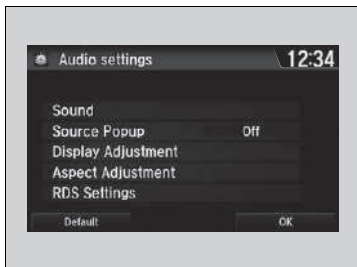 Audio settings 12:34
Sound
Source Popup Off
Display Adjustment
Aspect Adjustment
RDS Settings
Default OK